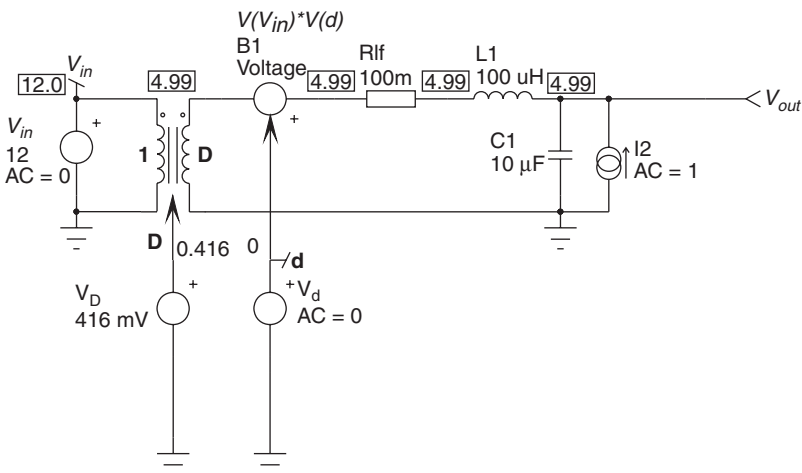 V(Vin)*V(d)
B1
Voltage
Rlf
100m
L1
100 uH
Vin
12.0
4.99
4.99
4.99
4.99
Vout
Vin
12
AC = 0
+
1
D
+
C1
10 µF
I2
AC = 1
D
0.416
0
d
VD
416 mV
+
+
Vd
AC = 0